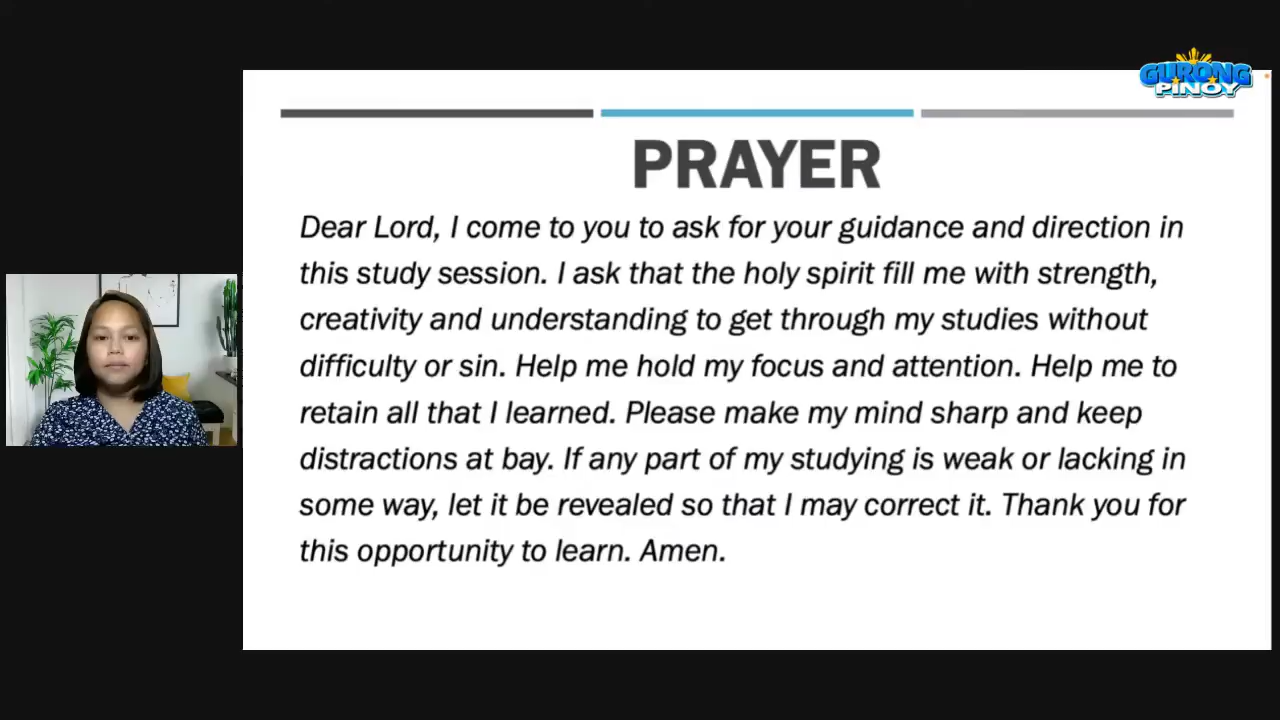 GURONG
PINOY
PRAYER
Dear Lord, I come to you to ask for your guidance and direction in
this study session. I ask that the holy spirit fill me with strength,
creativity and understanding to get through my studies without
difficulty or sin. Help me hold my focus and attention. Help me to
retain all that I learned. Please make my mind sharp and keep
distractions at bay. If any part of my studying is weak or lacking in
some way, let it be revealed so that I may correct it. Thank you for
this opportunity to learn. Amen.